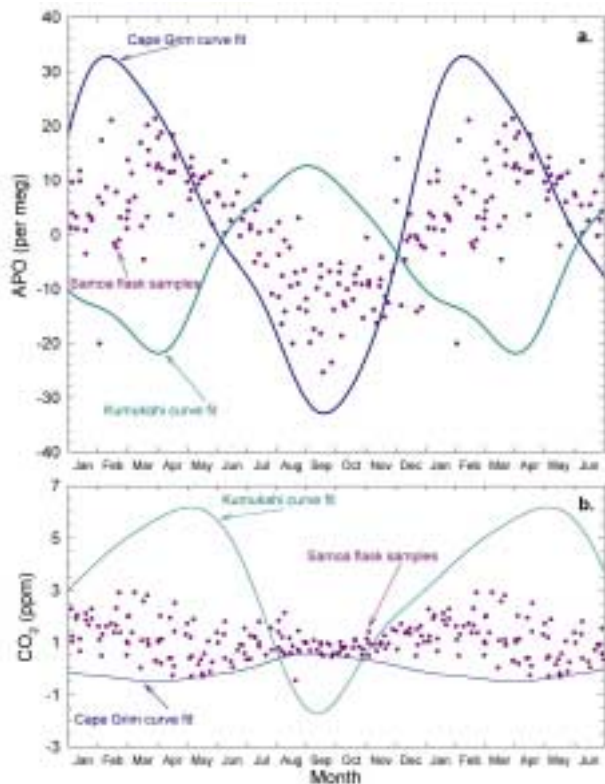 40
Cape Grim curve fit
a.
30
20
10
APO (per meg)
0
Samoa flask samples
-10
-20
-30
Kumukahi curve fit
-40
Jan Feb Mar Apr May Jun Jul Aug Sep Oct Nov Dec Jan Feb Mar Apr May Jun
7
Kumukahi curve fit
b.
5
Samoa flask samples
3
CO2 (ppm)
1
-1
Cape Grim curve fit
-3
Jan Feb Mar Apr May Jun Jul Aug Sep Oct Nov Dec Jan Feb Mar Apr May Jun
Month